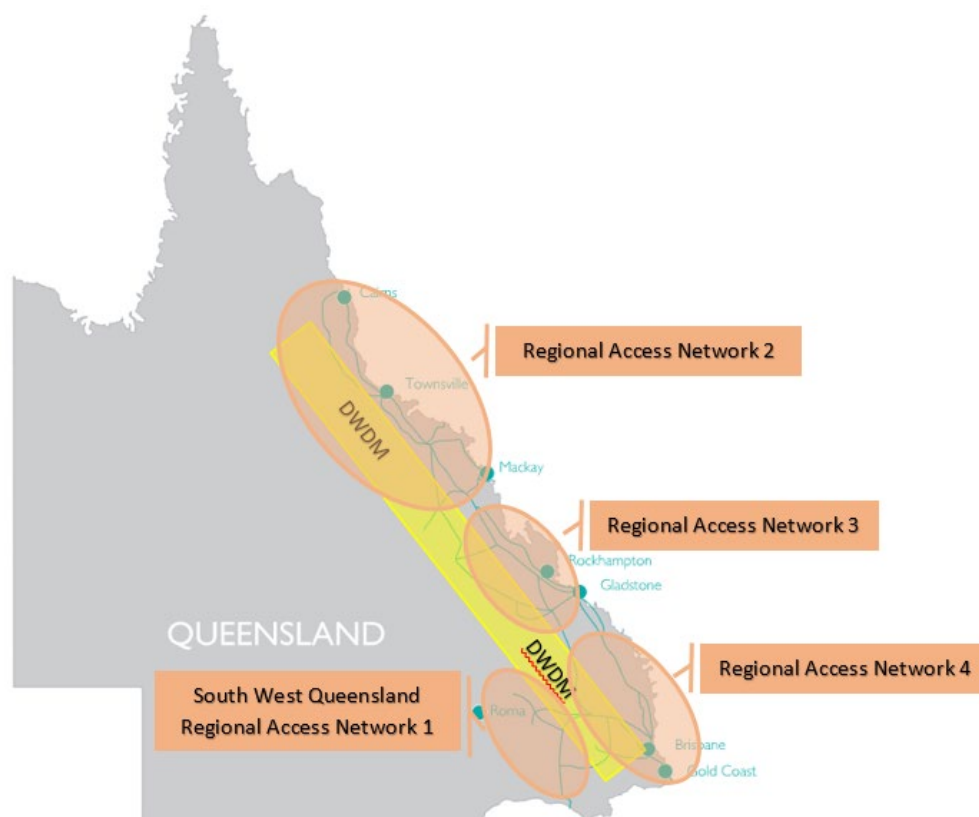 Cairns
Regional Access Network 2
Townsville
DWDM
Mackay
Regional Access Network 3
Rockhampton
Gladstone
QUEENSLAND
DWDM
Regional Access Network 4
South West Queensland
Regional Access Network 1
Roma
Brisbane
Gold Coast